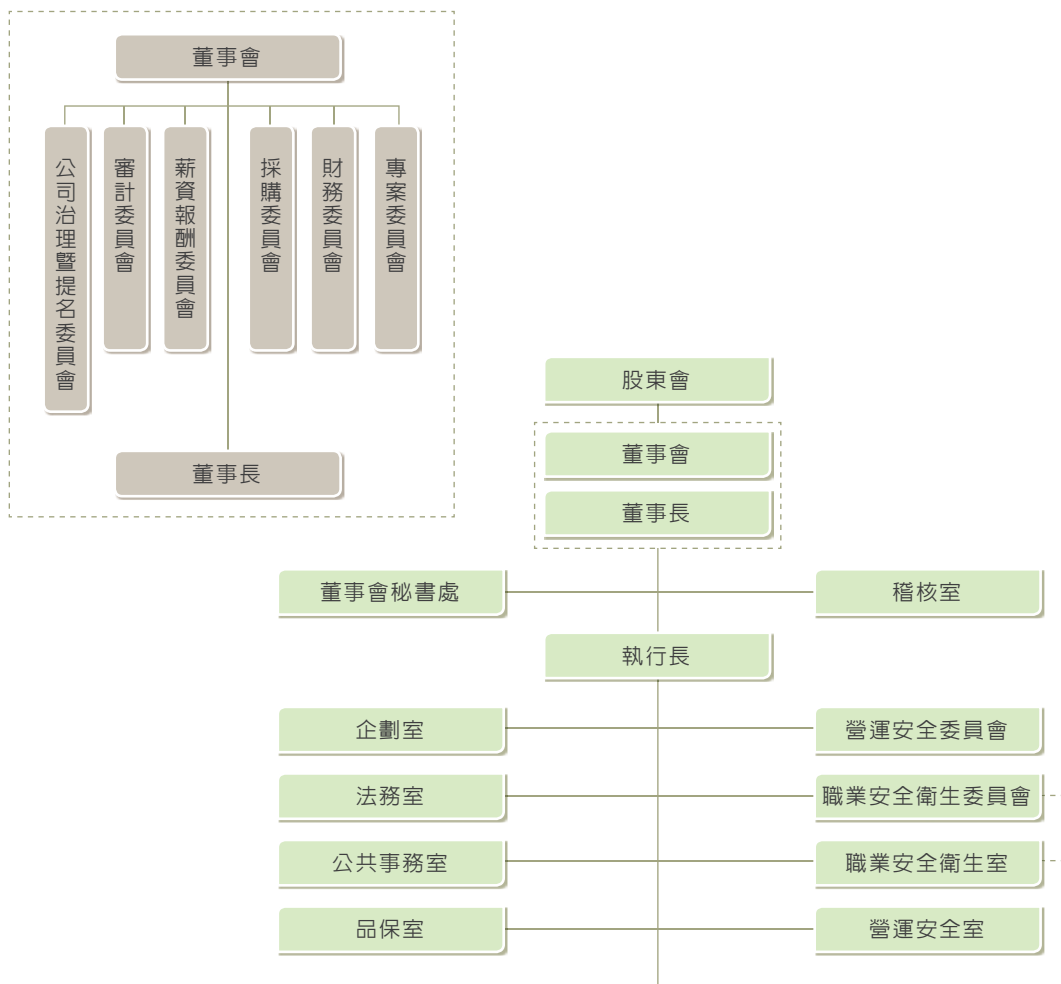 董事會
公司治理暨提名委員會
審計委員會
薪資報酬委員會
採購委員會
財務委員會
專案委員會
董事長
股東會
董事會
董事長
董事會秘書處
稽核室
執行長
企劃室
營運安全委員會
法務室
職業安全衛生委員會
公共事務室
職業安全衛生室
品保室
營運安全室